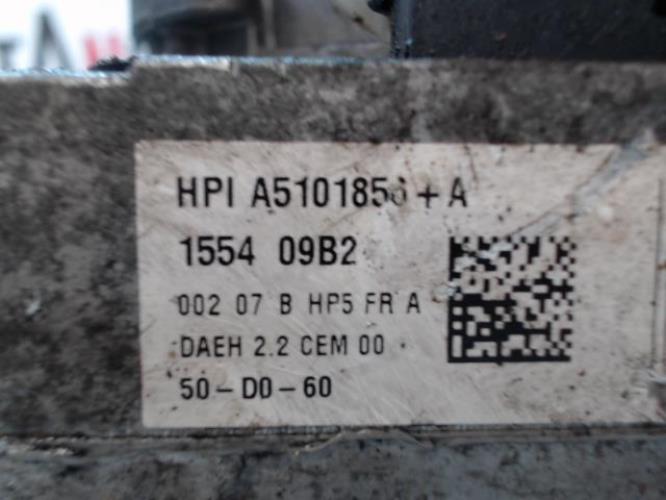 HPI A5101856+A
1554 09B2
002 07 B HP5 FR A
DAEH 2.2 CEM 00
50-D0-60